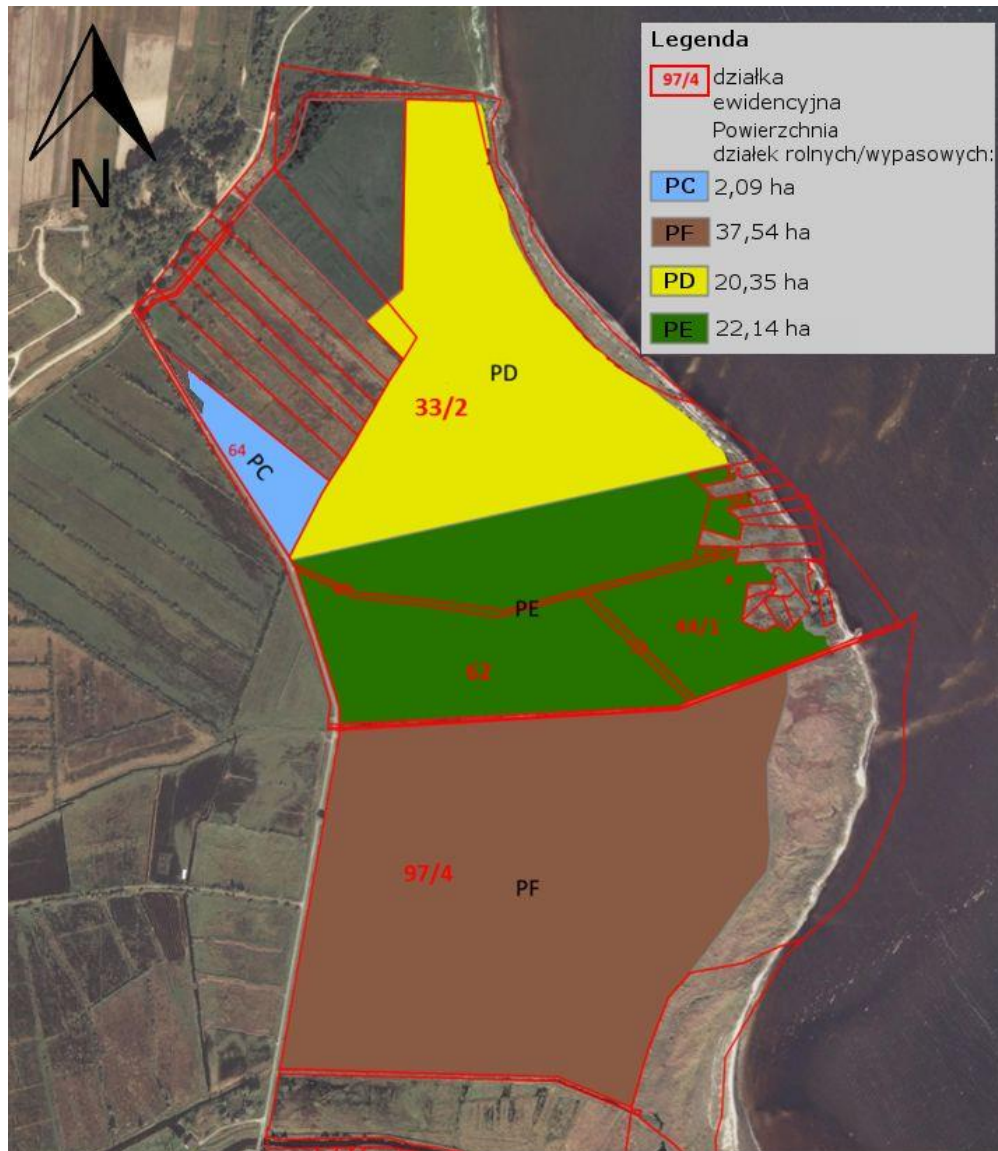 N
Legenda
97/4 działka
ewidencyjna
Powierzchnia
działek rolnych/wypasowych:
PC 2,09 ha
PF 37,54 ha
PD 20,35 ha
PE 22,14 ha
PD
33/2
64 PC
PE
44/1
62
97/4
PF